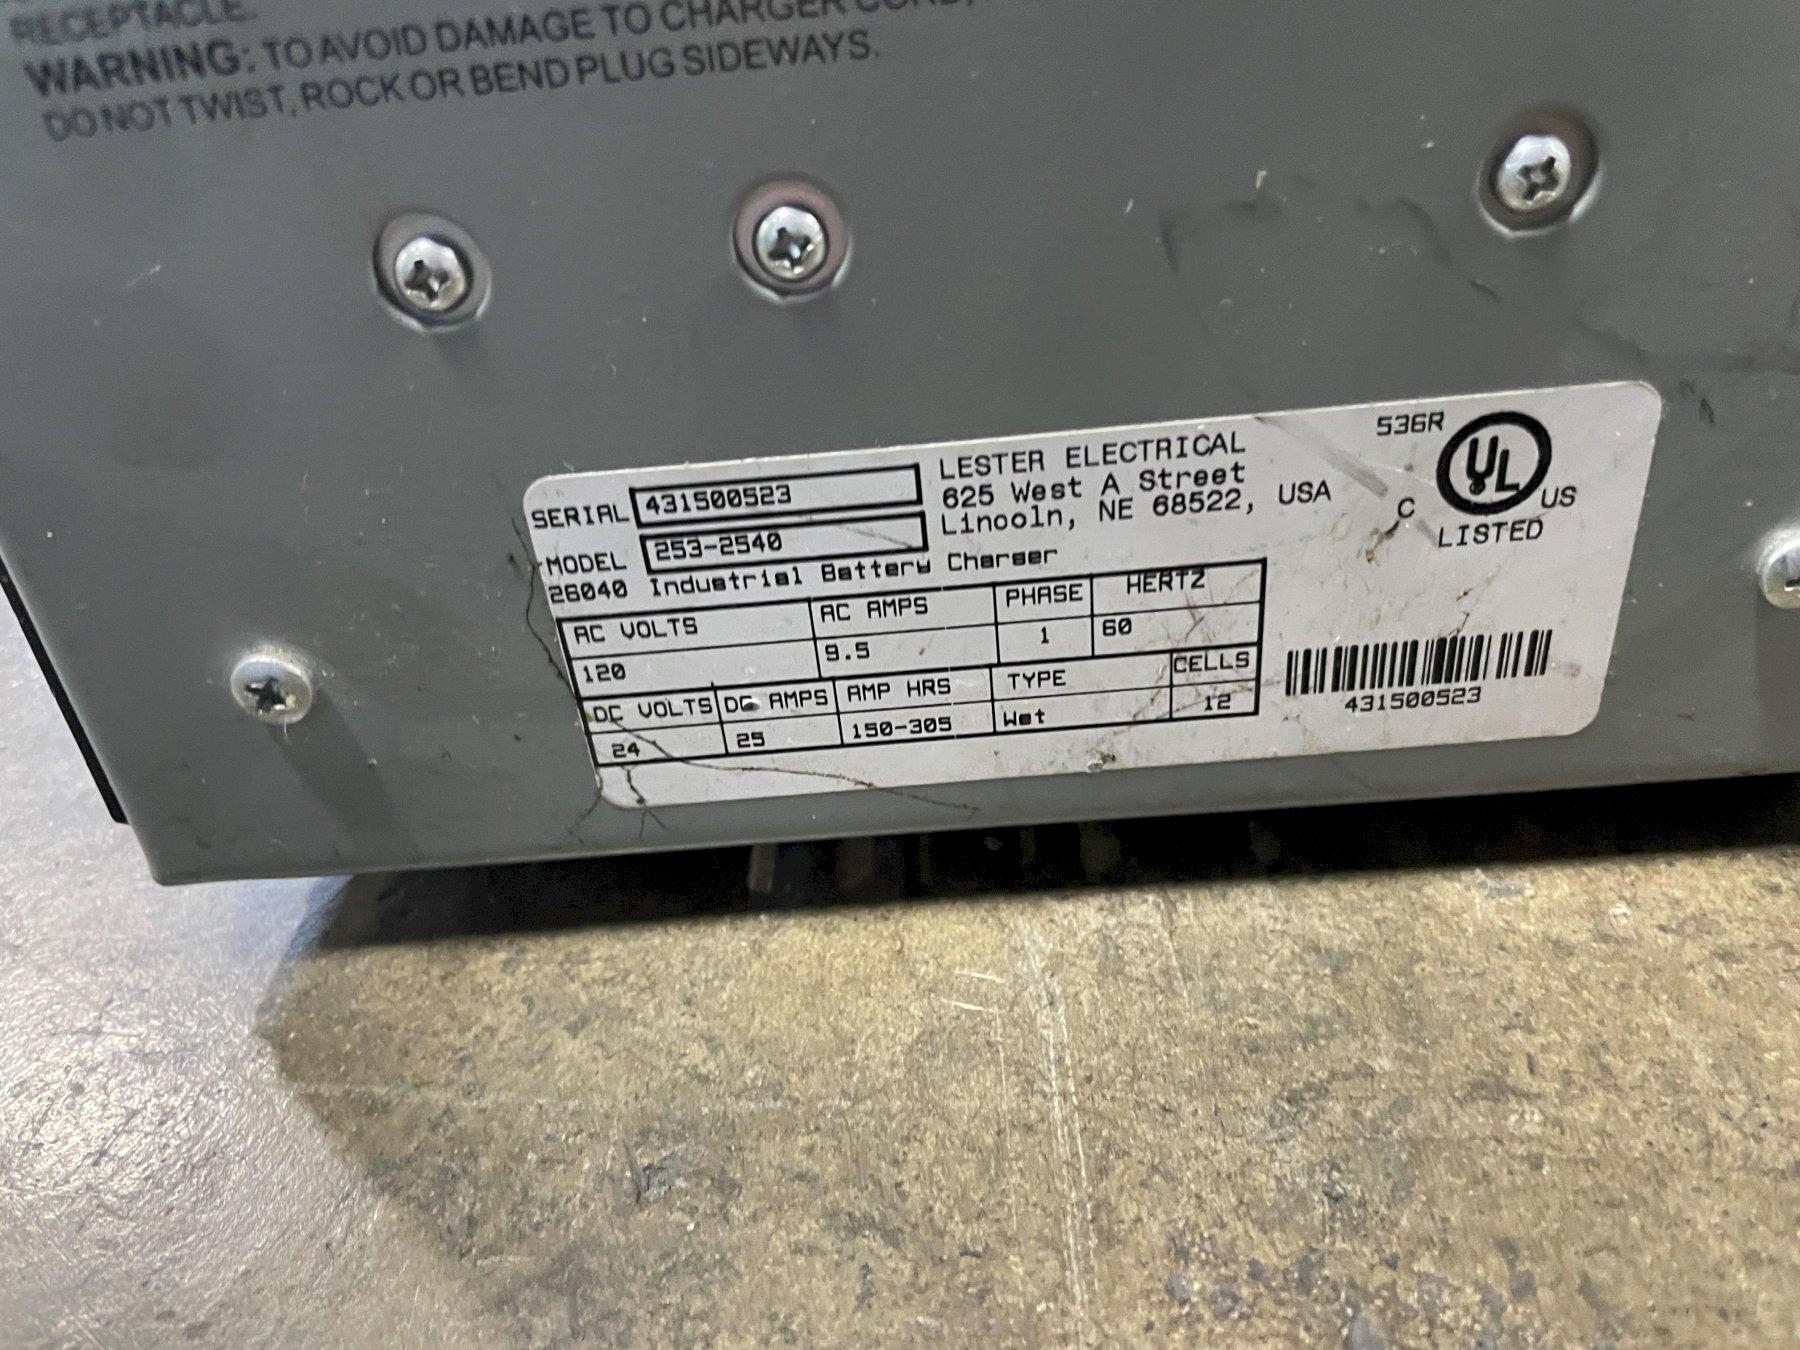 RECEPTACLE.
WARNING: TO AVOID DAMAGE TO CHARGER CORD,
DO NOT TWIST, ROCK OR BEND PLUG SIDEWAYS.
SERIAL 431500523
MODEL 253-2540
26040 Industrial Battery Charger
LESTER ELECTRICAL
625 West A Street
Lincoln, NE 68522, USA
536R
UL
C US
LISTED
AC VOLTS AC AMPS PHASE HERTZ
120 9.5 1 60
DC VOLTS DC AMPS AMP HRS TYPE CELLS
24 25 150-305 Wet 12
431500523